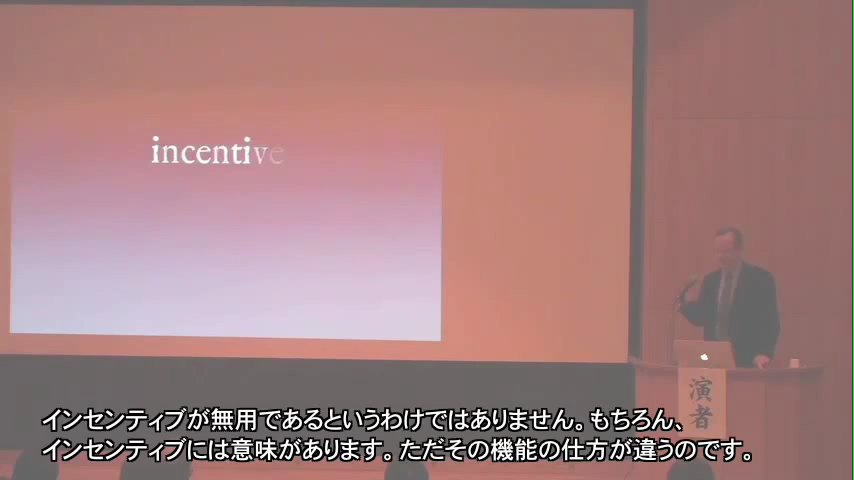 incentive
演者
インセンティブが無用であるというわけではありません。もちろん、
インセンティブには意味があります。ただその機能の仕方が違うのです。